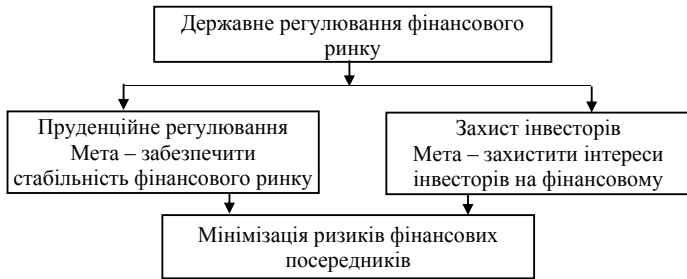 Державне регулювання фінансового
ринку
Пруденційне регулювання
Мета – забезпечити
стабільність фінансового ринку
Захист інвесторів
Мета – захистити інтереси
інвесторів на фінансовому
Мінімізація ризиків фінансових
посередників